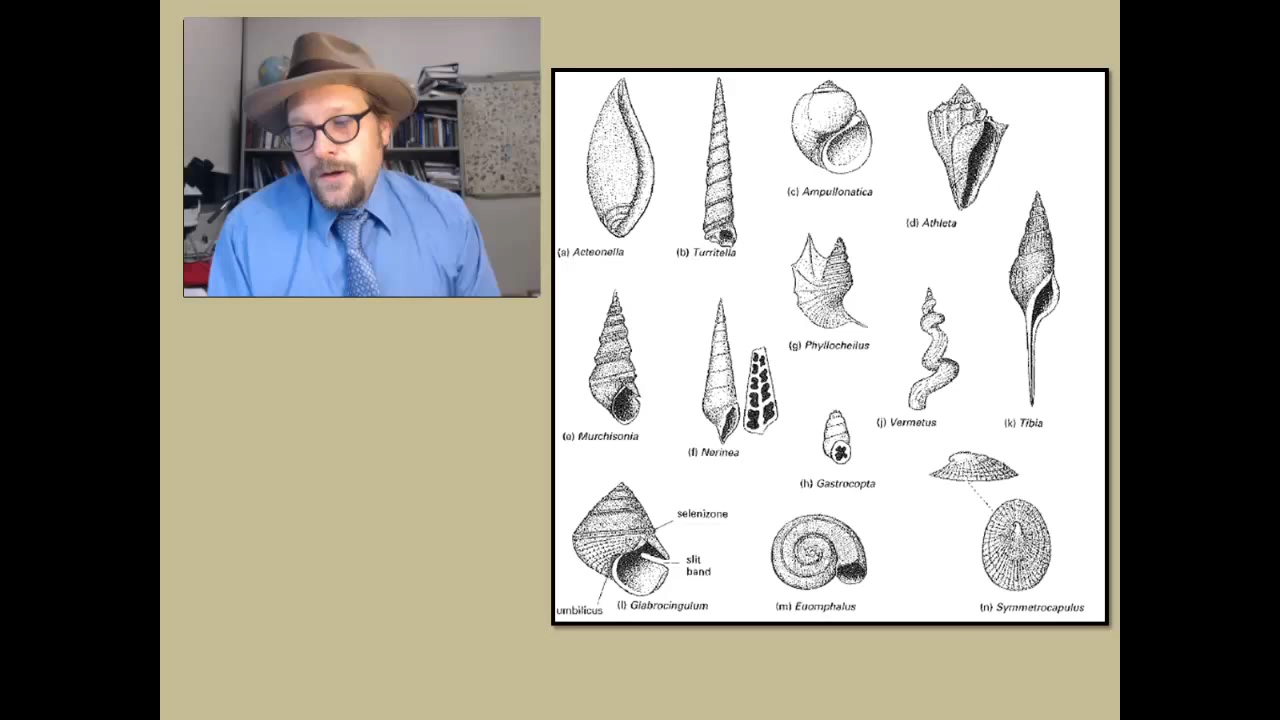 (a) Acteonella
(b) Turritella
(c) Ampullonatica
(d) Athleta
(e) Murchisonia
(f) Nerinea
(g) Phyllocheilus
(h) Gastrocopta
(j) Vermetus
(k) Tibia
selenizone
slit
band
umbilicus
(l) Glabrocingulum
(m) Euomphalus
(n) Symmetrocapulus